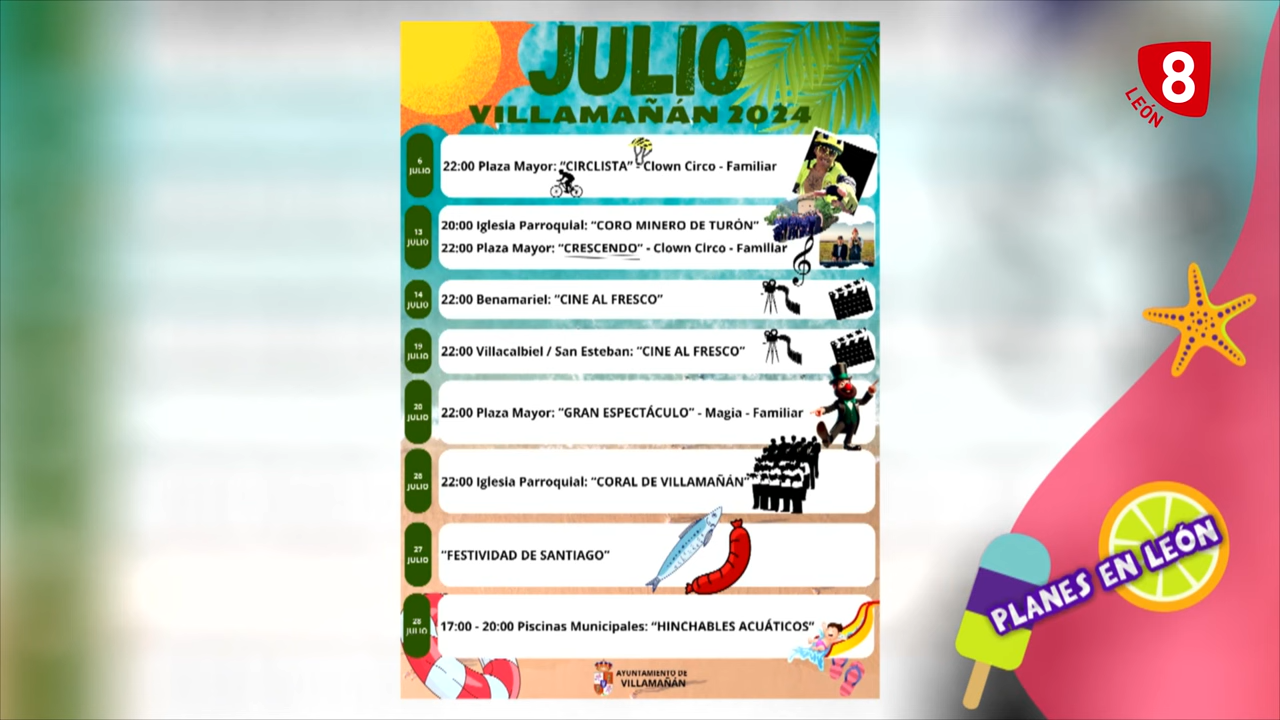 JULIO
VILLAMAÑÁN 2024
6
JULIO
22:00 Plaza Mayor: “CIRCLISTA” - Clown Circo - Familiar
13
JULIO
20:00 Iglesia Parroquial: “CORO MINERO DE TURÓN”
22:00 Plaza Mayor: “CRESCENDO” - Clown Circo - Familiar
14
JULIO
22:00 Benamariel: “CINE AL FRESCO”
19
JULIO
22:00 Villacalbiel / San Esteban: “CINE AL FRESCO”
20
JULIO
22:00 Plaza Mayor: “GRAN ESPECTÁCULO” - Magia - Familiar
JULIO
22:00 Iglesia Parroquial: “CORAL DE VILLAMAÑÁN”
27
JULIO
“FESTIVIDAD DE SANTIAGO”
28
JULIO
17:00 - 20:00 Piscinas Municipales: “HINCHABLES ACUÁTICOS”
AYUNTAMIENTO DE
VILLAMAÑÁN
8
LEÓN
PLANES EN LEÓN